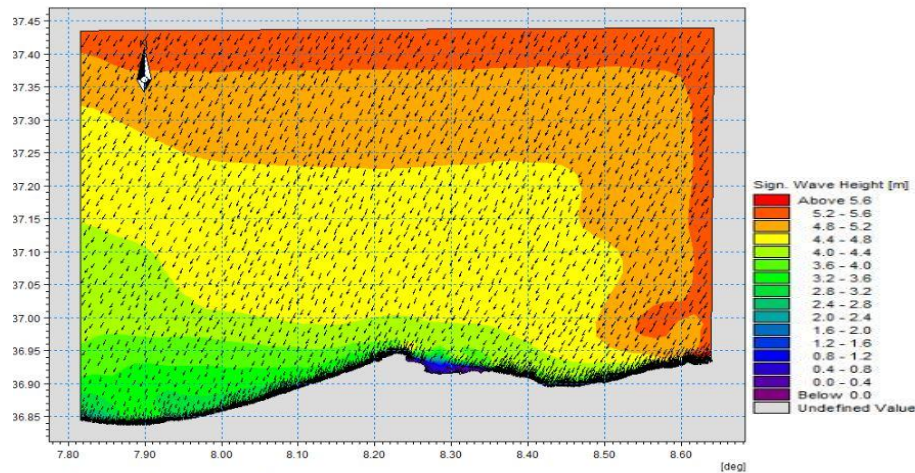 37.45
37.40
37.35
37.30
37.25
37.20
37.15
37.10
37.05
37.00
36.95
36.90
36.85
7.80 7.90 8.00 8.10 8.20 8.30 8.40 8.50 8.60
[deg]
Sign. Wave Height [m]
Above 5.6
5.2 - 5.6
4.8 - 5.2
4.4 - 4.8
4.0 - 4.4
3.6 - 4.0
3.2 - 3.6
2.8 - 3.2
2.4 - 2.8
2.0 - 2.4
1.6 - 2.0
1.2 - 1.6
0.8 - 1.2
0.4 - 0.8
0.0 - 0.4
Below 0.0
Undefined Value